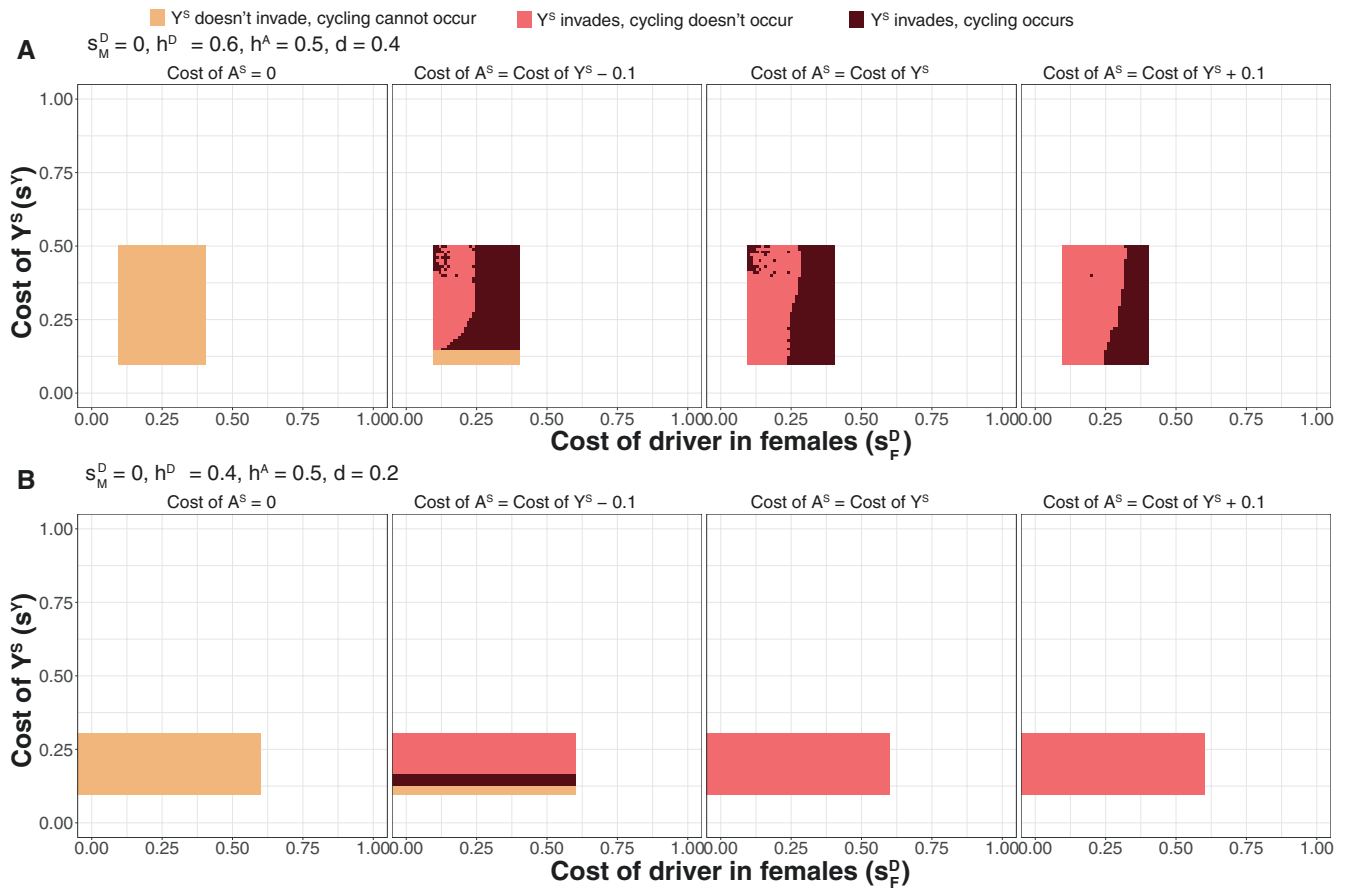 Yˢ doesn't invade, cycling cannot occur Yˢ invades, cycling doesn't occur Yˢ invades, cycling occurs
A
s_M^D = 0, h^D = 0.6, h^A = 0.5, d = 0.4
Cost of Aˢ = 0 Cost of Aˢ = Cost of Yˢ − 0.1 Cost of Aˢ = Cost of Yˢ Cost of Aˢ = Cost of Yˢ + 0.1
Cost of Yˢ (s^Y)
1.00
0.75
0.50
0.25
0.00
0.00 0.25 0.50 0.75 1.00 0.00 0.25 0.50 0.75 1.00 0.00 0.25 0.50 0.75 1.00 0.00 0.25 0.50 0.75 1.00
Cost of driver in females (s_F^D)
B
s_M^D = 0, h^D = 0.4, h^A = 0.5, d = 0.2
Cost of Aˢ = 0 Cost of Aˢ = Cost of Yˢ − 0.1 Cost of Aˢ = Cost of Yˢ Cost of Aˢ = Cost of Yˢ + 0.1
Cost of Yˢ (s^Y)
1.00
0.75
0.50
0.25
0.00
0.00 0.25 0.50 0.75 1.00 0.00 0.25 0.50 0.75 1.00 0.00 0.25 0.50 0.75 1.00 0.00 0.25 0.50 0.75 1.00
Cost of driver in females (s_F^D)